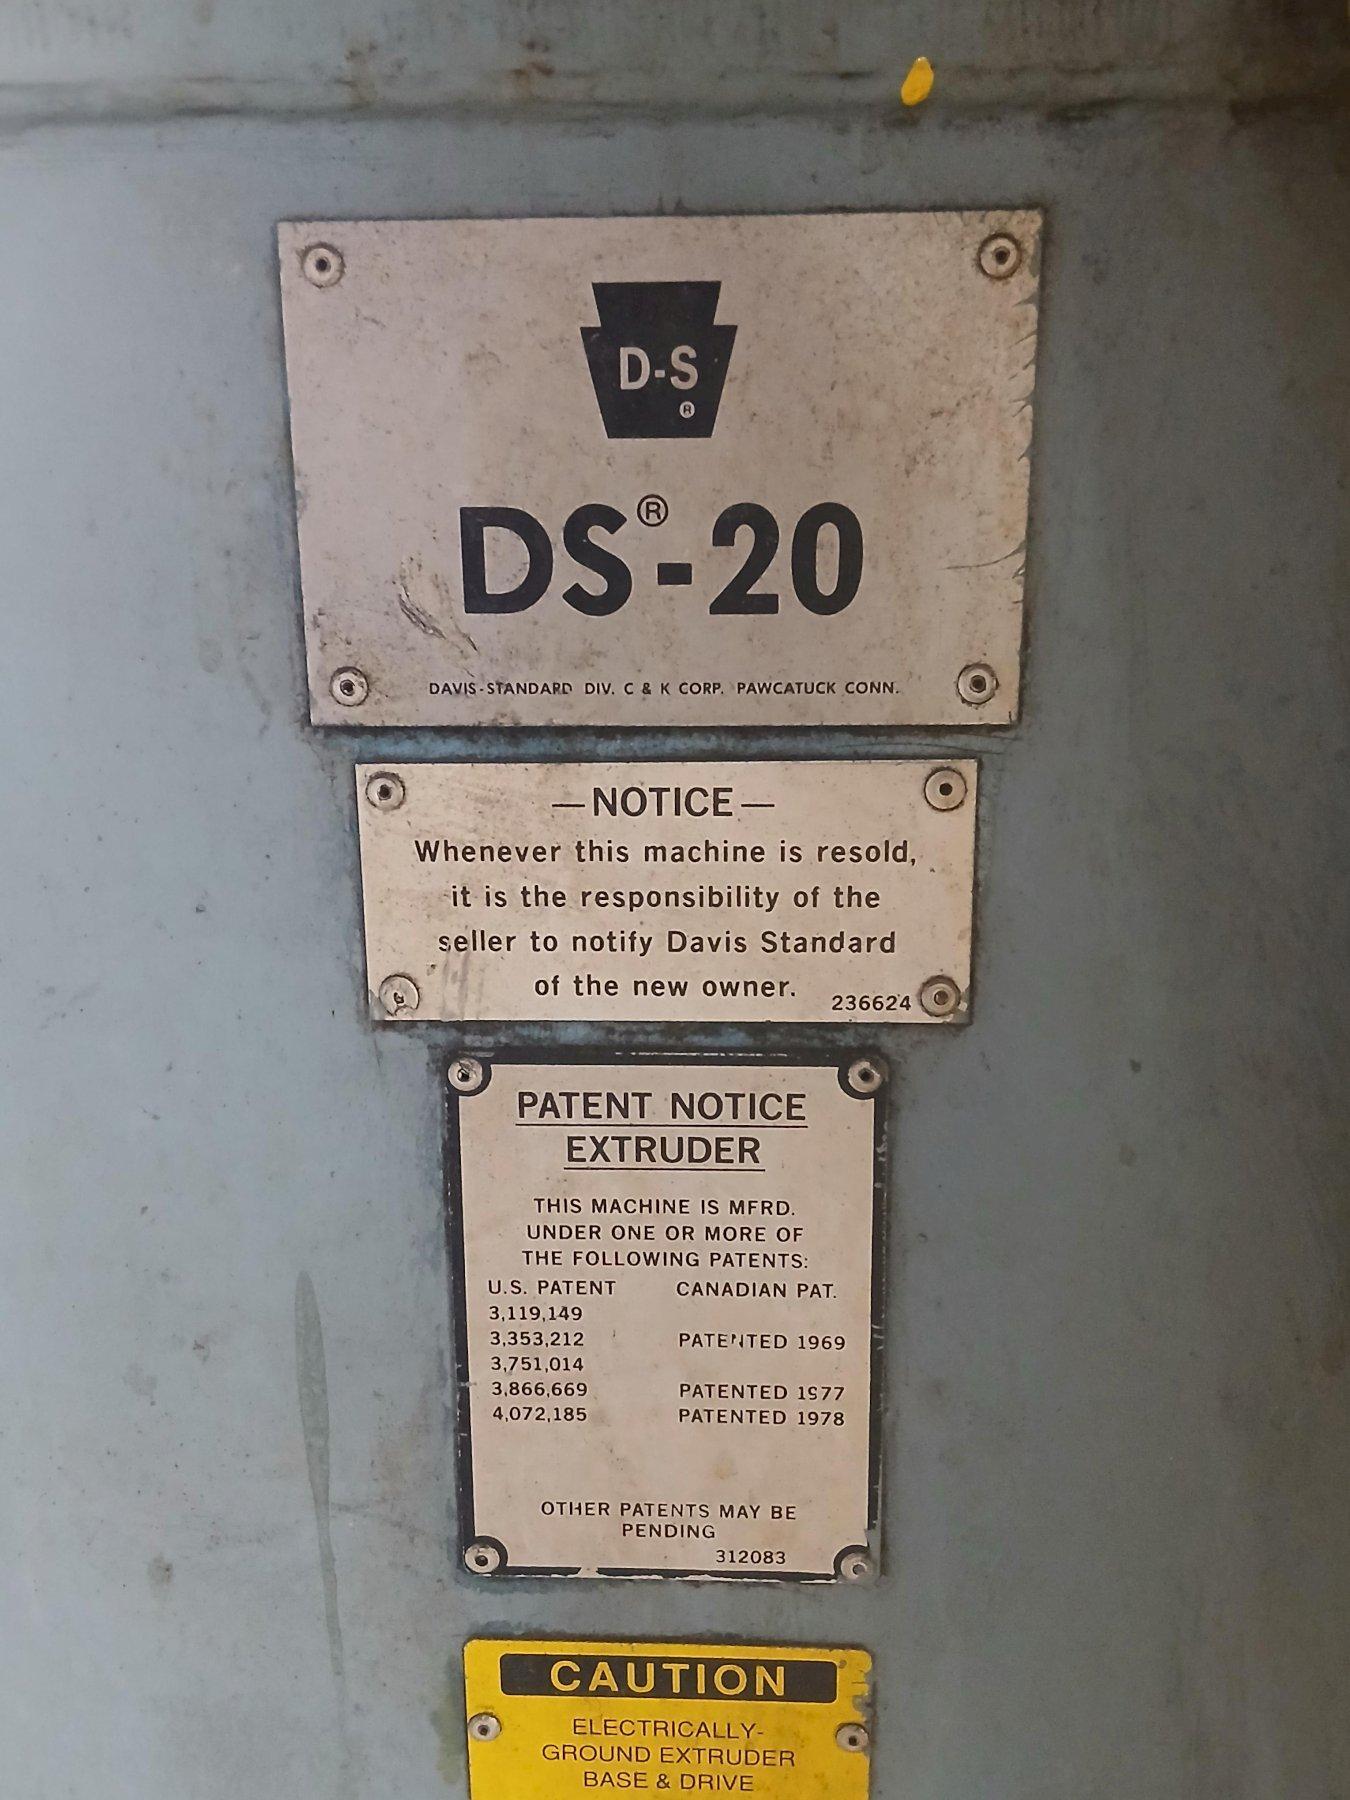 D-S
®
DS®-20
DAVIS-STANDARD DIV. C & K CORP. PAWCATUCK CONN.
—NOTICE—
Whenever this machine is resold,
it is the responsibility of the
seller to notify Davis Standard
of the new owner.
236624
PATENT NOTICE
EXTRUDER
THIS MACHINE IS MFRD.
UNDER ONE OR MORE OF
THE FOLLOWING PATENTS:
U.S. PATENT CANADIAN PAT.
3,119,149
3,353,212 PATENTED 1969
3,751,014
3,866,669 PATENTED 1977
4,072,185 PATENTED 1978
OTHER PATENTS MAY BE
PENDING
312083
CAUTION
ELECTRICALLY-
GROUND EXTRUDER
BASE & DRIVE